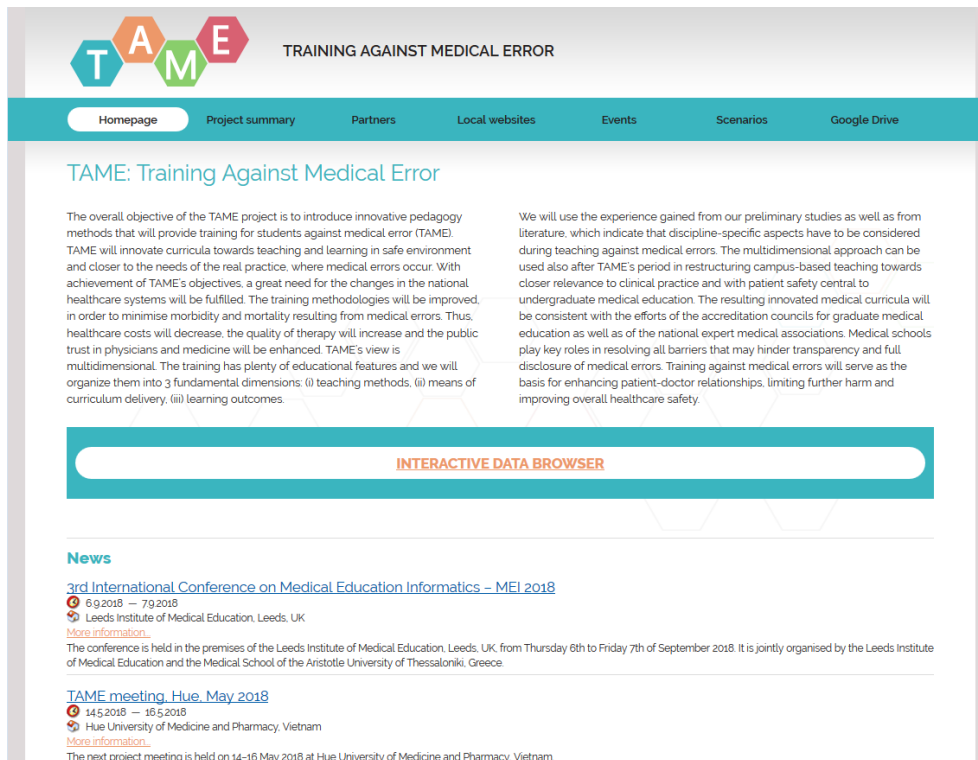 TAME
TRAINING AGAINST MEDICAL ERROR
Homepage
Project summary
Partners
Local websites
Events
Scenarios
Google Drive
TAME: Training Against Medical Error
The overall objective of the TAME project is to introduce innovative pedagogy
methods that will provide training for students against medical error (TAME).
TAME will innovate curricula towards teaching and learning in safe environment
and closer to the needs of the real practice, where medical errors occur. With
achievement of TAME's objectives, a great need for the changes in the national
healthcare systems will be fulfilled. The training methodologies will be improved,
in order to minimise morbidity and mortality resulting from medical errors. Thus,
healthcare costs will decrease, the quality of therapy will increase and the public
trust in physicians and medicine will be enhanced. TAME's view is
multidimensional. The training has plenty of educational features and we will
organize them into 3 fundamental dimensions: (i) teaching methods, (ii) means of
curriculum delivery, (iii) learning outcomes.
We will use the experience gained from our preliminary studies as well as from
literature, which indicate that discipline-specific aspects have to be considered
during teaching against medical errors. The multidimensional approach can be
used also after TAME's period in restructuring campus-based teaching towards
closer relevance to clinical practice and with patient safety central to
undergraduate medical education. The resulting innovated medical curricula will
be consistent with the efforts of the accreditation councils for graduate medical
education as well as of the national expert medical associations. Medical schools
play key roles in resolving all barriers that may hinder transparency and full
disclosure of medical errors. Training against medical errors will serve as the
basis for enhancing patient-doctor relationships, limiting further harm and
improving overall healthcare safety.
INTERACTIVE DATA BROWSER
News
3rd International Conference on Medical Education Informatics – MEI 2018
6.9.2018 — 7.9.2018
Leeds Institute of Medical Education, Leeds, UK
More information...
The conference is held in the premises of the Leeds Institute of Medical Education, Leeds, UK, from Thursday 6th to Friday 7th of September 2018. It is jointly organised by the Leeds Institute
of Medical Education and the Medical School of the Aristotle University of Thessaloniki, Greece.
TAME meeting, Hue, May 2018
14.5.2018 — 16.5.2018
Hue University of Medicine and Pharmacy, Vietnam
More information...
The next project meeting is held on 14–16 May 2018 at Hue University of Medicine and Pharmacy, Vietnam.